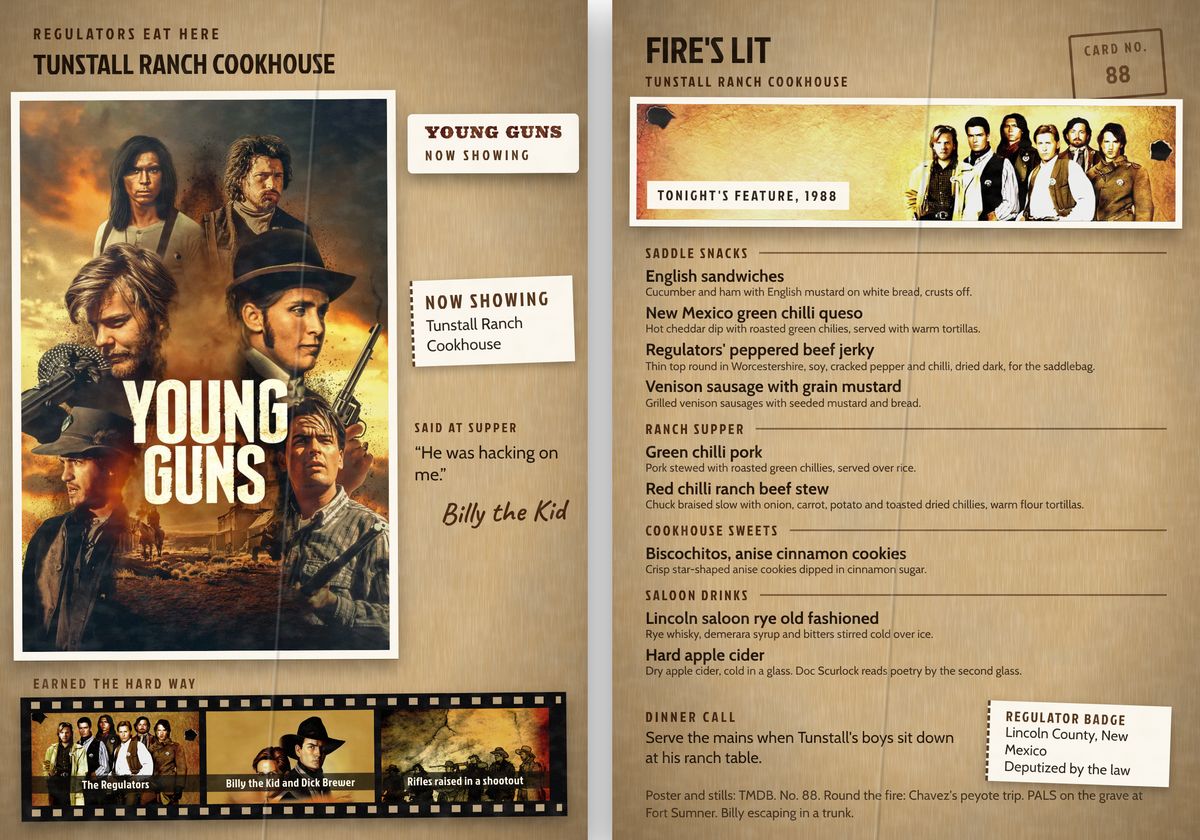 REGULATORS EAT HERE
TUNSTALL RANCH COOKHOUSE
YOUNG GUNS
NOW SHOWING
NOW SHOWING
Tunstall Ranch
Cookhouse
YOUNG
GUNS
SAID AT SUPPER
“He was hacking on
me.”
Billy the Kid
EARNED THE HARD WAY
The Regulators
Billy the Kid and Dick Brewer
Rifles raised in a shootout
FIRE'S LIT
TUNSTALL RANCH COOKHOUSE
CARD NO.
88
TONIGHT'S FEATURE, 1988
SADDLE SNACKS
English sandwiches
Cucumber and ham with English mustard on white bread, crusts off.
New Mexico green chilli queso
Hot cheddar dip with roasted green chilies, served with warm tortillas.
Regulators' peppered beef jerky
Thin top round in Worcestershire, soy, cracked pepper and chilli, dried dark, for the saddlebag.
Venison sausage with grain mustard
Grilled venison sausages with seeded mustard and bread.
RANCH SUPPER
Green chilli pork
Pork stewed with roasted green chillies, served over rice.
Red chilli ranch beef stew
Chuck braised slow with onion, carrot, potato and toasted dried chillies, warm flour tortillas.
COOKHOUSE SWEETS
Biscochitos, anise cinnamon cookies
Crisp star-shaped anise cookies dipped in cinnamon sugar.
SALOON DRINKS
Lincoln saloon rye old fashioned
Rye whisky, demerara syrup and bitters stirred cold over ice.
Hard apple cider
Dry apple cider, cold in a glass. Doc Scurlock reads poetry by the second glass.
DINNER CALL
Serve the mains when Tunstall's boys sit down
at his ranch table.
REGULATOR BADGE
Lincoln County, New
Mexico
Deputized by the law
Poster and stills: TMDB. No. 88. Round the fire: Chavez's peyote trip. PALS on the grave at
Fort Sumner. Billy escaping in a trunk.